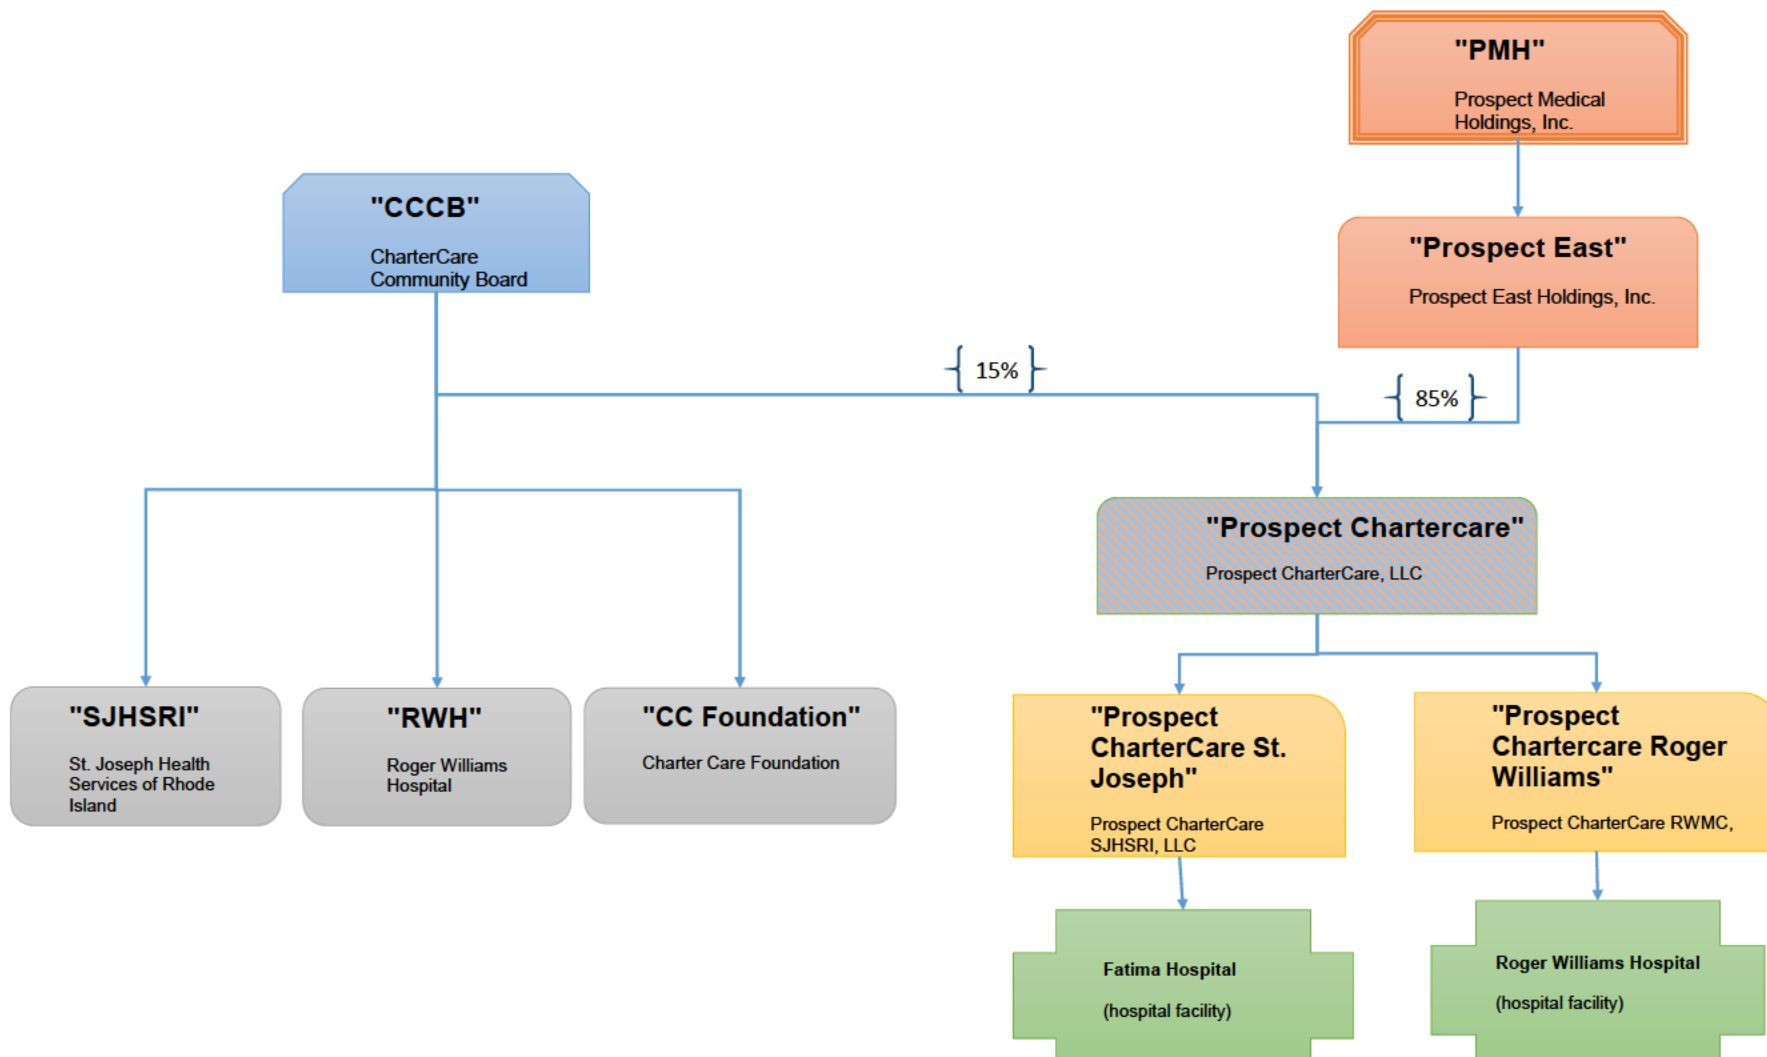 "PMH"
Prospect Medical
Holdings, Inc.
"CCCB"
CharterCare
Community Board
"Prospect East"
Prospect East Holdings, Inc.
15%
85%
"Prospect Chartercare"
Prospect CharterCare, LLC
"SJHSRI"
St. Joseph Health
Services of Rhode
Island
"RWH"
Roger Williams
Hospital
"CC Foundation"
Charter Care Foundation
"Prospect
CharterCare St.
Joseph"
Prospect CharterCare
SJHSRI, LLC
"Prospect
Chartercare Roger
Williams"
Prospect CharterCare RWMC,
Fatima Hospital
(hospital facility)
Roger Williams Hospital
(hospital facility)